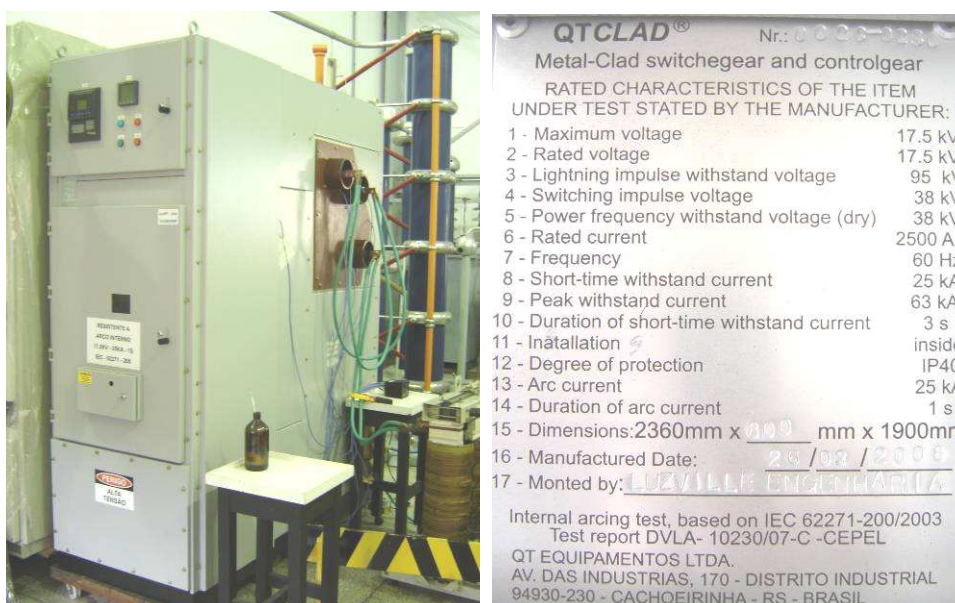 RESISTENTE A
ARCO INTERNO
PERIGO
ALTA
TENSÃO
QTCLAD® Nr.:
Metal-Clad switchegear and controlgear
RATED CHARACTERISTICS OF THE ITEM
UNDER TEST STATED BY THE MANUFACTURER:
1 - Maximum voltage 17.5 kV
2 - Rated voltage 17.5 kV
3 - Lightning impulse withstand voltage 95 kV
4 - Switching impulse voltage 38 kV
5 - Power frequency withstand voltage (dry) 38 kV
6 - Rated current 2500 A
7 - Frequency 60 Hz
8 - Short-time withstand current 25 kA
9 - Peak withstand current 63 kA
10 - Duration of short-time withstand current 3 s
11 - Inatallation inside
12 - Degree of protection IP40
13 - Arc current 25 kA
14 - Duration of arc current 1 s
15 - Dimensions:2360mm x mm x 1900mm
16 - Manufactured Date:
17 - Monted by: LUZVILLE ENGENHARILA
Internal arcing test, based on IEC 62271-200/2003
Test report DVLA- 10230/07-C -CEPEL
QT EQUIPAMENTOS LTDA.
AV. DAS INDUSTRIAS, 170 - DISTRITO INDUSTRIAL
94930-230 - CACHOEIRINHA - RS - BRASIL